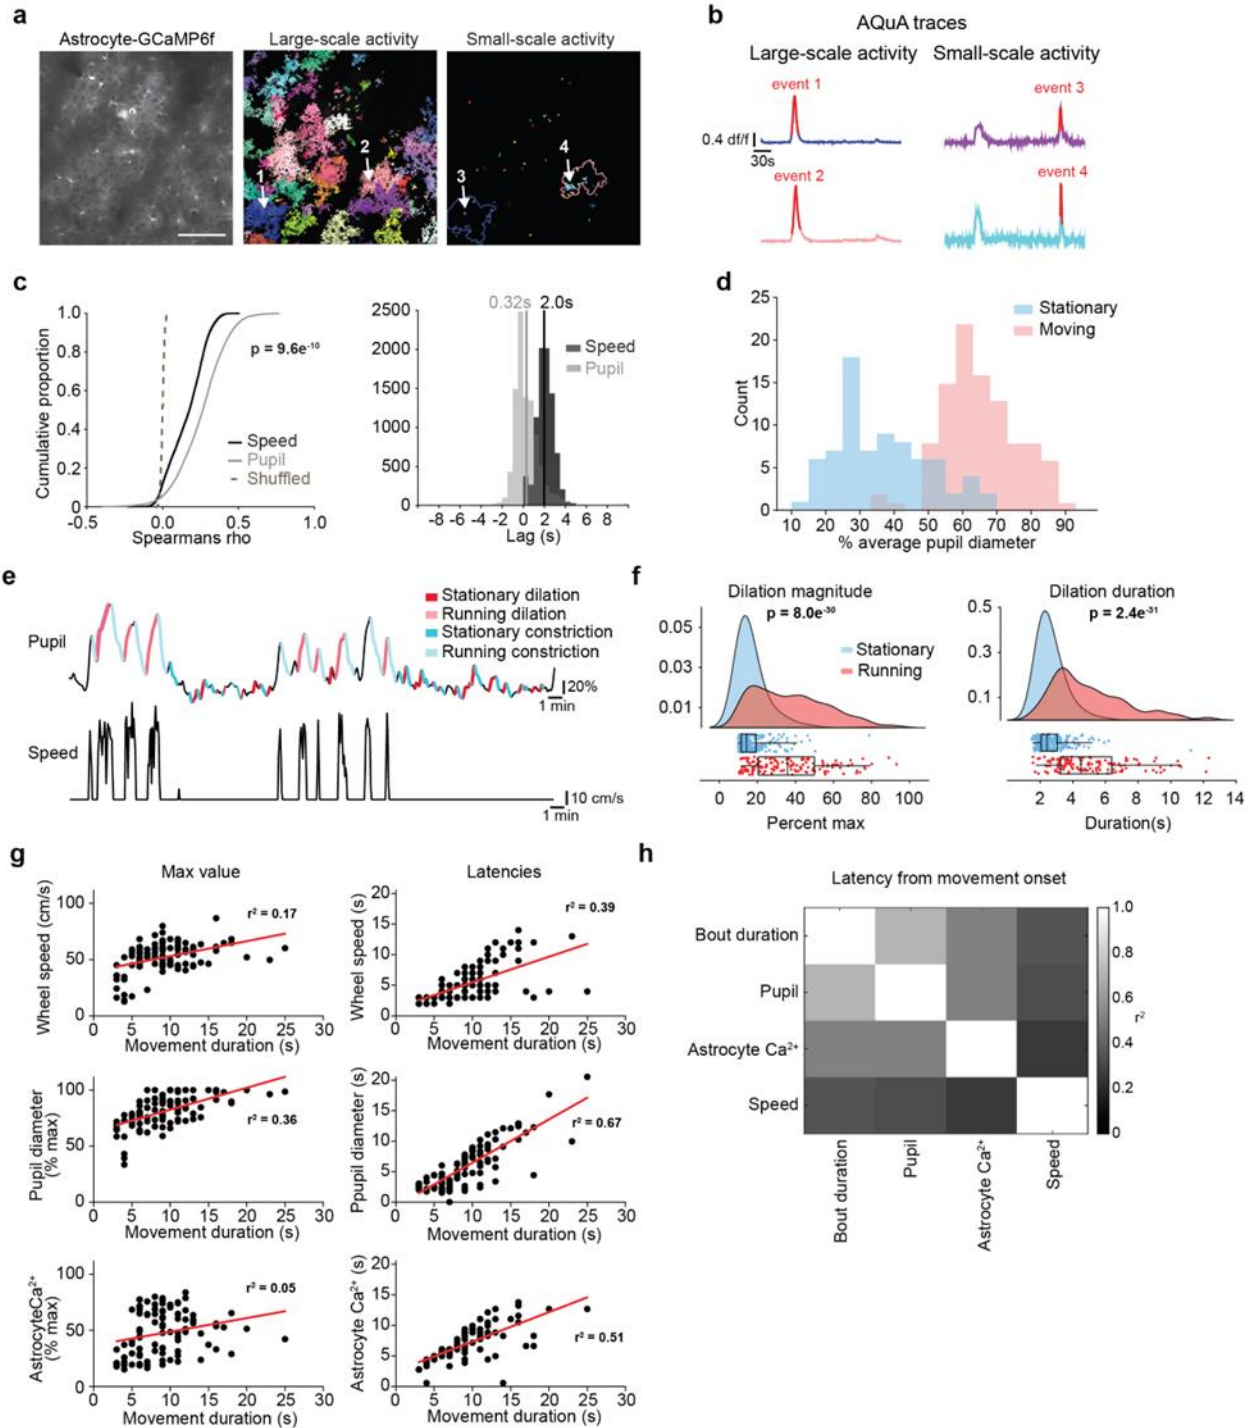 a
Astrocyte-GCaMP6f
Large-scale activity
Small-scale activity
1
2
3
4
b
AQuA traces
Large-scale activity
Small-scale activity
event 1
event 3
0.4 df/f
30s
event 2
event 4
c
1.0
0.8
0.6
0.4
0.2
0
Cumulative proportion
p = 9.6e-10
Speed
Pupil
Shuffled
-0.5
0.0
0.5
1.0
Spearmans rho
0.32s
2.0s
2500
2000
1500
1000
500
0
Speed
Pupil
-8 -6 -4 -2 0 2 4 6 8
Lag (s)
d
25
20
15
10
5
0
Count
Stationary
Moving
10 20 30 40 50 60 70 80 90
% average pupil diameter
e
Stationary dilation
Running dilation
Stationary constriction
Running constriction
Pupil
20%
1 min
Speed
10 cm/s
1 min
f
Dilation magnitude
p = 8.0e-30
0.05
0.03
0.01
Stationary
Running
0 20 40 60 80 100
Percent max
Dilation duration
p = 2.4e-31
0.5
0.3
0.1
2 4 6 8 10 12 14
Duration(s)
g
Max value
Latencies
Wheel speed (cm/s)
100
50
0
r² = 0.17
0 5 10 15 20 25 30
Movement duration (s)
Wheel speed (s)
20
15
10
5
0
r² = 0.39
0 5 10 15 20 25 30
Movement duration (s)
Pupil diameter
(% max)
100
50
0
r² = 0.36
0 5 10 15 20 25 30
Movement duration (s)
Ppupil diameter (s)
20
15
10
5
0
r² = 0.67
0 5 10 15 20 25 30
Movement duration (s)
AstrocyteCa²⁺
(% max)
100
50
0
r² = 0.05
0 5 10 15 20 25 30
Movement duration (s)
Astrocyte Ca²⁺ (s)
20
15
10
5
0
r² = 0.51
0 5 10 15 20 25 30
Movement duration (s)
h
Latency from movement onset
Bout duration
Pupil
Astrocyte Ca²⁺
Speed
Bout duration
Pupil
Astrocyte Ca²⁺
Speed
1.0
0.8
0.6
0.4
0.2
0
r²